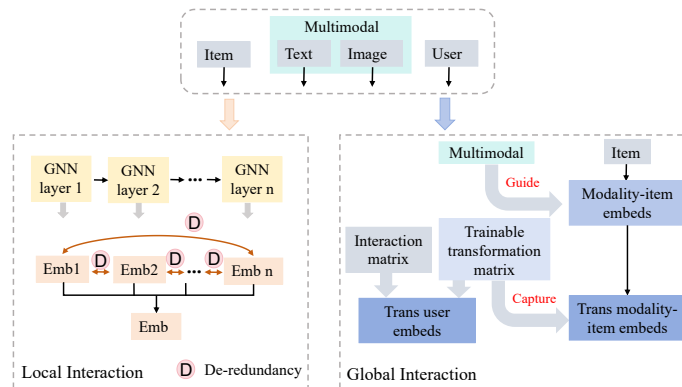 Multimodal
Item
Text
Image
User
GNN
layer 1
GNN
layer 2
•••
GNN
layer n
D
D
D
D
Emb1
Emb2
•••
Emb n
Emb
Local Interaction
D
De-redundancy
Multimodal
Item
Guide
Modality-item
embeds
Interaction
matrix
Trainable
transformation
matrix
Capture
Trans user
embeds
Trans modality-
item embeds
Global Interaction